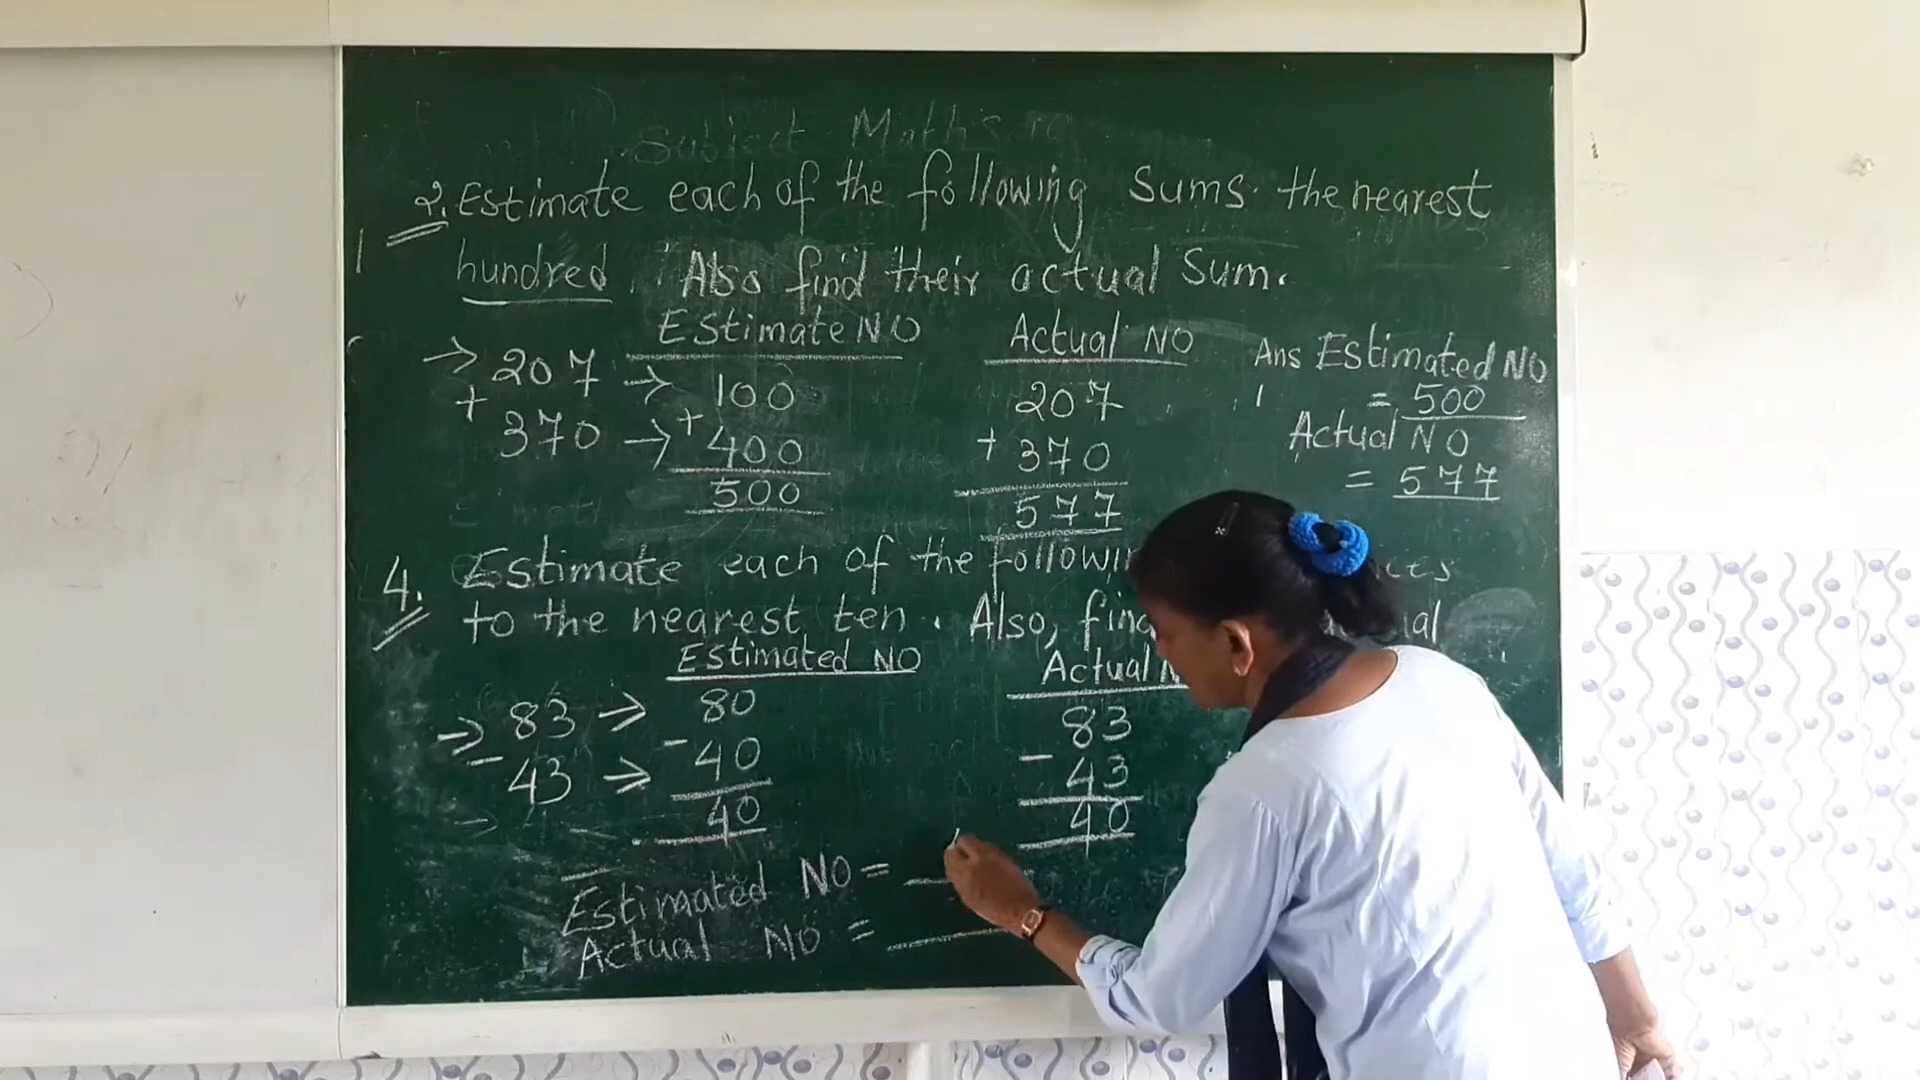 Subject Maths
2. Estimate each of the following sums. the nearest
hundred. Also find their actual sum.
Estimate NO
Actual NO
→ 207 → 100
+ 370 → + 400
500
207
+ 370
577
Ans Estimated NO
= 500
Actual NO
= 577
4. Estimate each of the
to the nearest ten. Also,
Estimated NO
Actual
→ 83 → 80
- 43 → - 40
40
83
- 43
40
Estimated NO =
Actual NO =